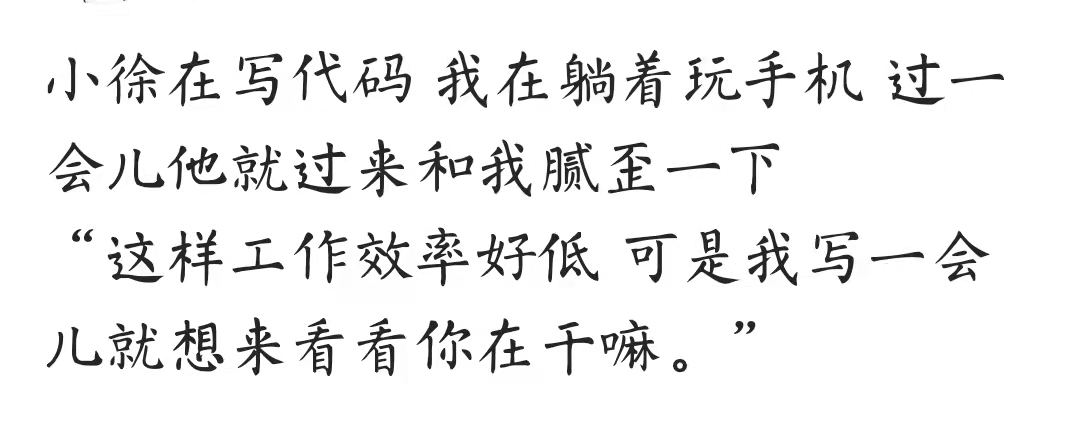 小徐在写代码 我在躺着玩手机 过一
会儿他就过来和我腻歪一下
“这样工作效率好低 可是我写一会
儿就想来看看你在干嘛。”